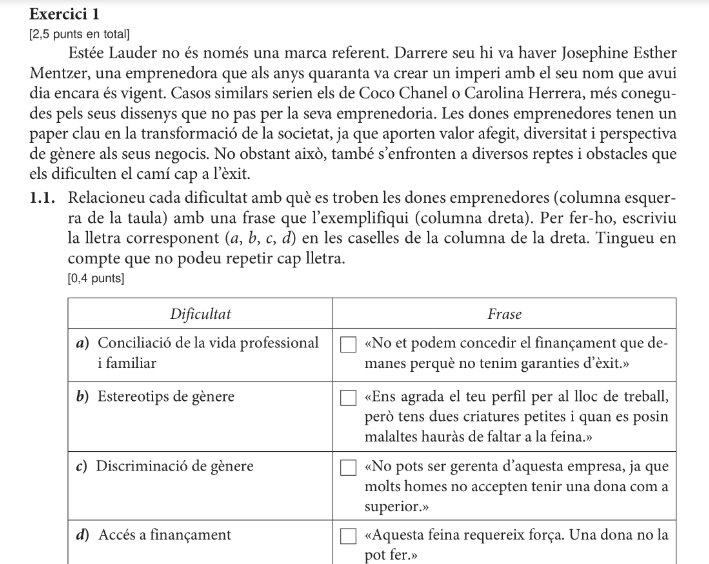 Exercici 1
[2,5 punts en total]
Estée Lauder no és només una marca referent. Darrere seu hi va haver Josephine Esther
Mentzer, una emprenedora que als anys quaranta va crear un imperi amb el seu nom que avui
dia encara és vigent. Casos similars serien els de Coco Chanel o Carolina Herrera, més conegu-
des pels seus dissenys que no pas per la seva emprenedoria. Les dones emprenedores tenen un
paper clau en la transformació de la societat, ja que aporten valor afegit, diversitat i perspectiva
de gènere als seus negocis. No obstant això, també s’enfronten a diversos reptes i obstacles que
els dificulten el camí cap a l’èxit.
1.1. Relacioneu cada dificultat amb què es troben les dones emprenedores (columna esquer-
ra de la taula) amb una frase que l’exemplifiqui (columna dreta). Per fer-ho, escriviu
la lletra corresponent (a, b, c, d) en les caselles de la columna de la dreta. Tingueu en
compte que no podeu repetir cap lletra.
[0,4 punts]
Dificultat
Frase
a) Conciliació de la vida professional
i familiar
«No et podem concedir el finançament que de-
manes perquè no tenim garanties d’èxit.»
b) Estereotips de gènere
«Ens agrada el teu perfil per al lloc de treball,
però tens dues criatures petites i quan es posin
malaltes hauràs de faltar a la feina.»
c) Discriminació de gènere
«No pots ser gerenta d’aquesta empresa, ja que
molts homes no accepten tenir una dona com a
superior.»
d) Accés a finançament
«Aquesta feina requereix força. Una dona no la
pot fer.»